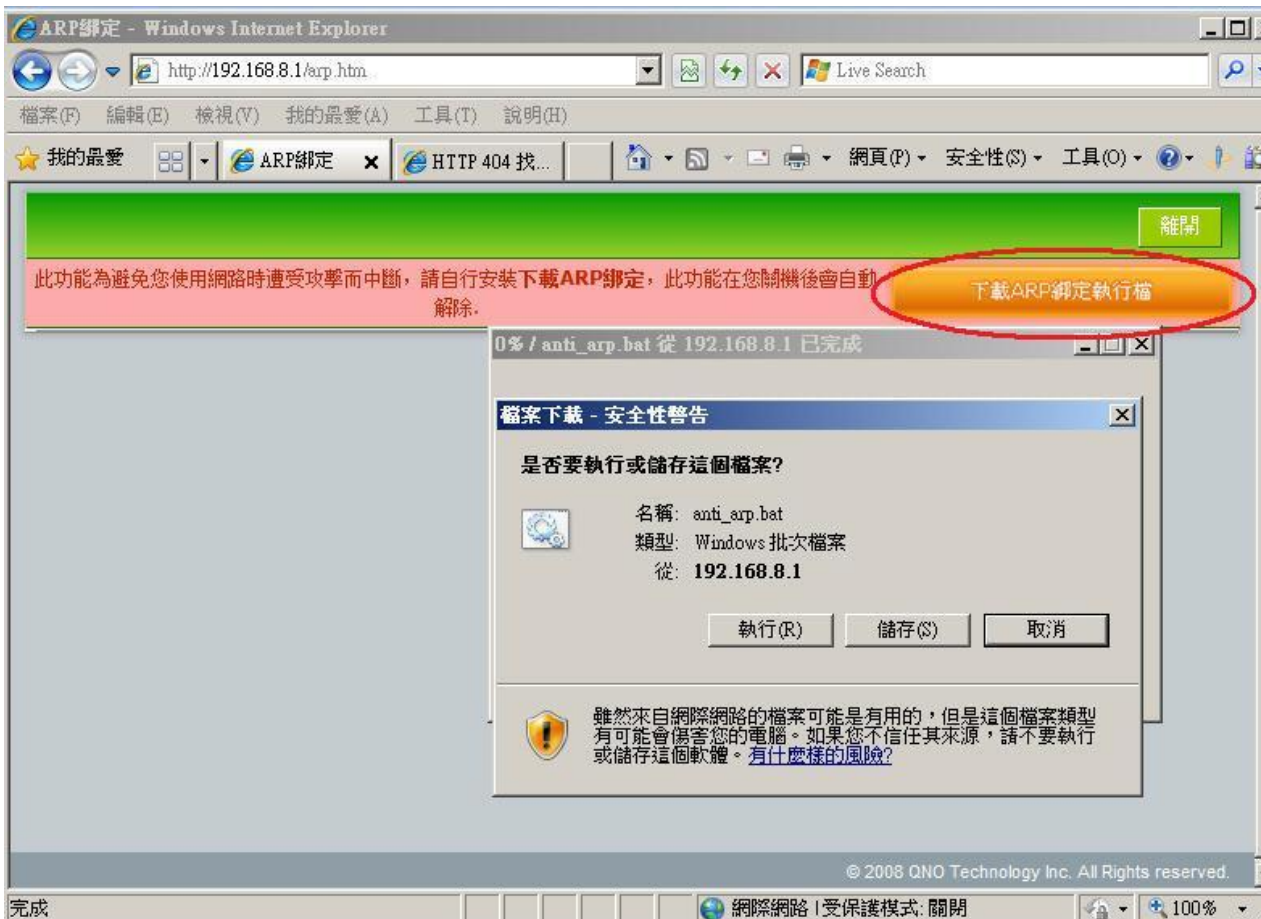 ARP綁定 - Windows Internet Explorer
http://192.168.8.1/arp.htm
Live Search
檔案(F) 編輯(E) 檢視(V) 我的最愛(A) 工具(T) 說明(H)
我的最愛
ARP綁定
HTTP 404 找...
網頁(P)
安全性(S)
工具(O)
離開
此功能為避免您使用網路時遭受攻擊而中斷，請自行安裝下載ARP綁定，此功能在您關機後會自動
解除.
下載ARP綁定執行檔
0% / anti_arp.bat 從 192.168.8.1 已完成
檔案下載 - 安全性警告
是否要執行或儲存這個檔案?
名稱: anti_arp.bat
類型: Windows 批次檔案
從: 192.168.8.1
執行(R)
儲存(S)
取消
雖然來自網際網路的檔案可能是有用的，但是這個檔案類型
有可能會傷害您的電腦。如果您不信任其來源，請不要執行
或儲存這個軟體。有什麼樣的風險?
© 2008 QNO Technology Inc. All Rights reserved.
完成
網際網路 | 受保護模式: 關閉
100%